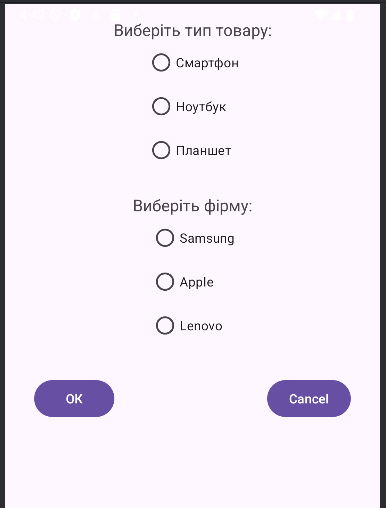 Виберіть тип товару:
Смартфон
Ноутбук
Планшет
Виберіть фірму:
Samsung
Apple
Lenovo
OK
Cancel